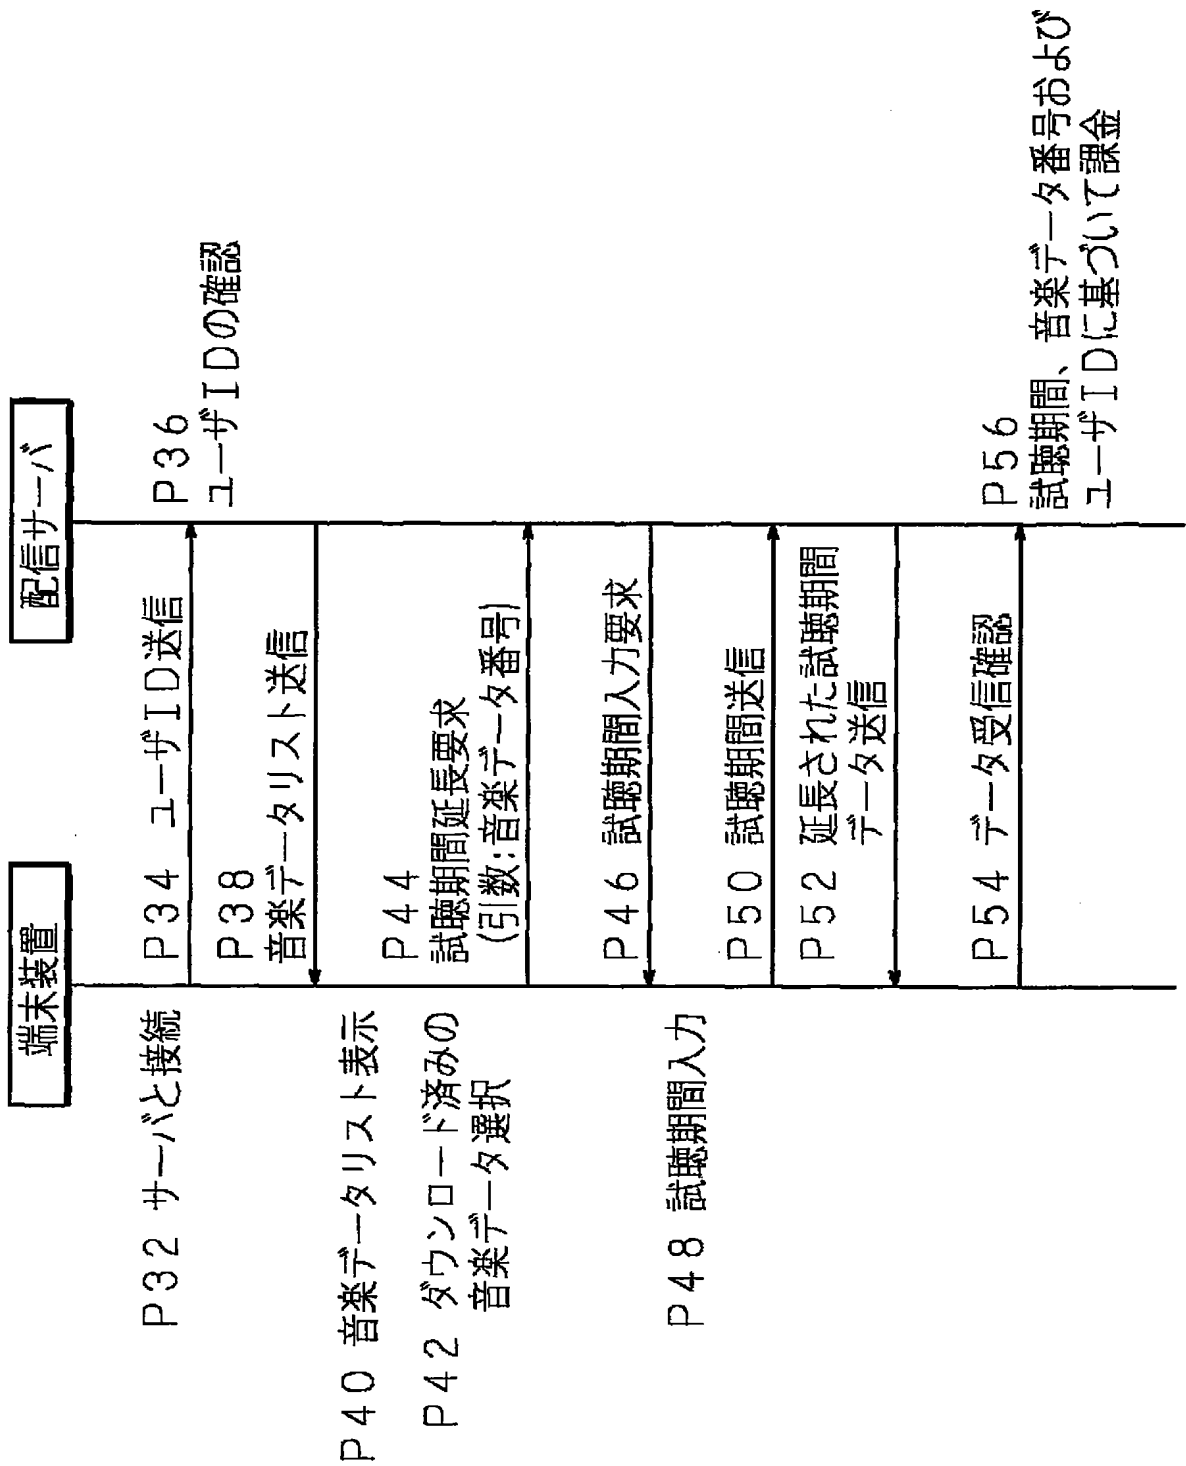 端末装置
配信サーバ
P32 サーバと接続
P34 ユーザID送信
P36
ユーザIDの確認
P38
音楽データリスト送信
P40 音楽データリスト表示
P42 ダウンロード済みの
音楽データ選択
P44
試聴期間延長要求
(引数:音楽データ番号)
P46 試聴期間入力要求
P48 試聴期間入力
P50 試聴期間送信
P52 延長された試聴期間
データ送信
P54 データ受信確認
P56
試聴期間、音楽データ番号および
ユーザIDに基づいて課金